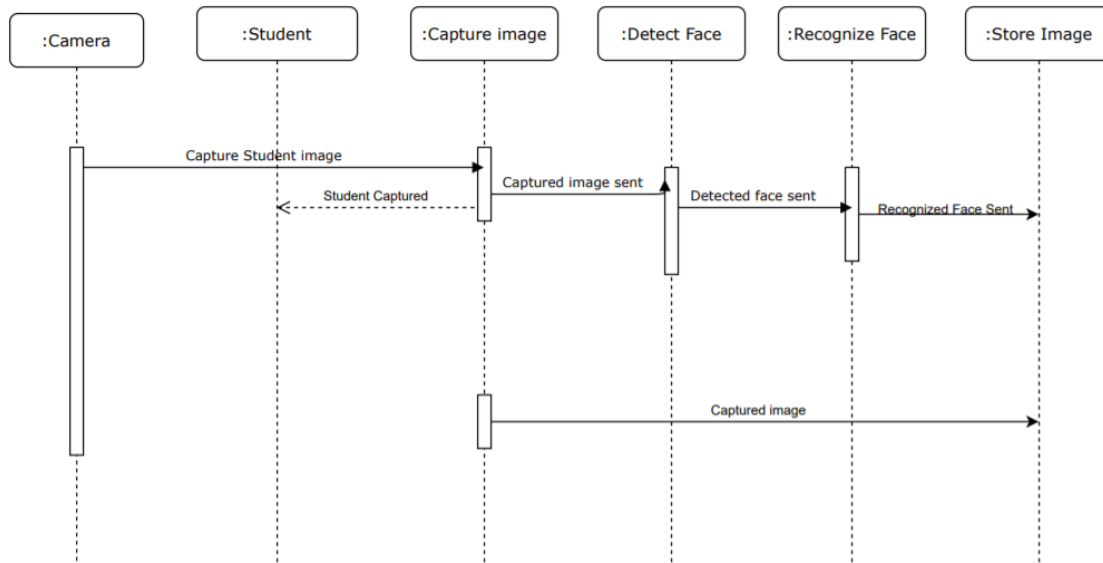 :Camera
:Student
:Capture image
:Detect Face
:Recognize Face
:Store Image
Capture Student image
Captured image sent
Student Captured
Detected face sent
Recognized Face Sent
Captured image